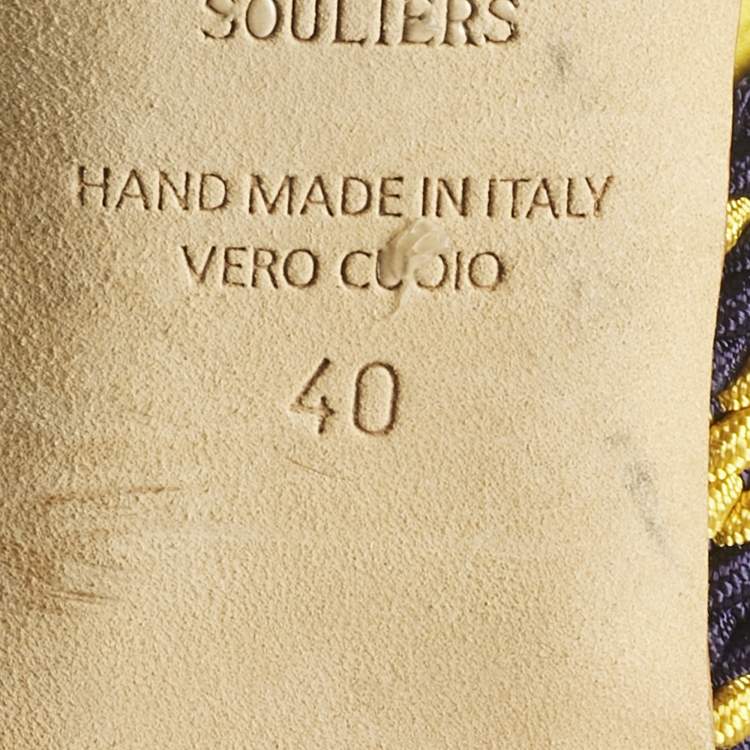 SOULIERS
HAND MADE IN ITALY
VERO CUOIO
40